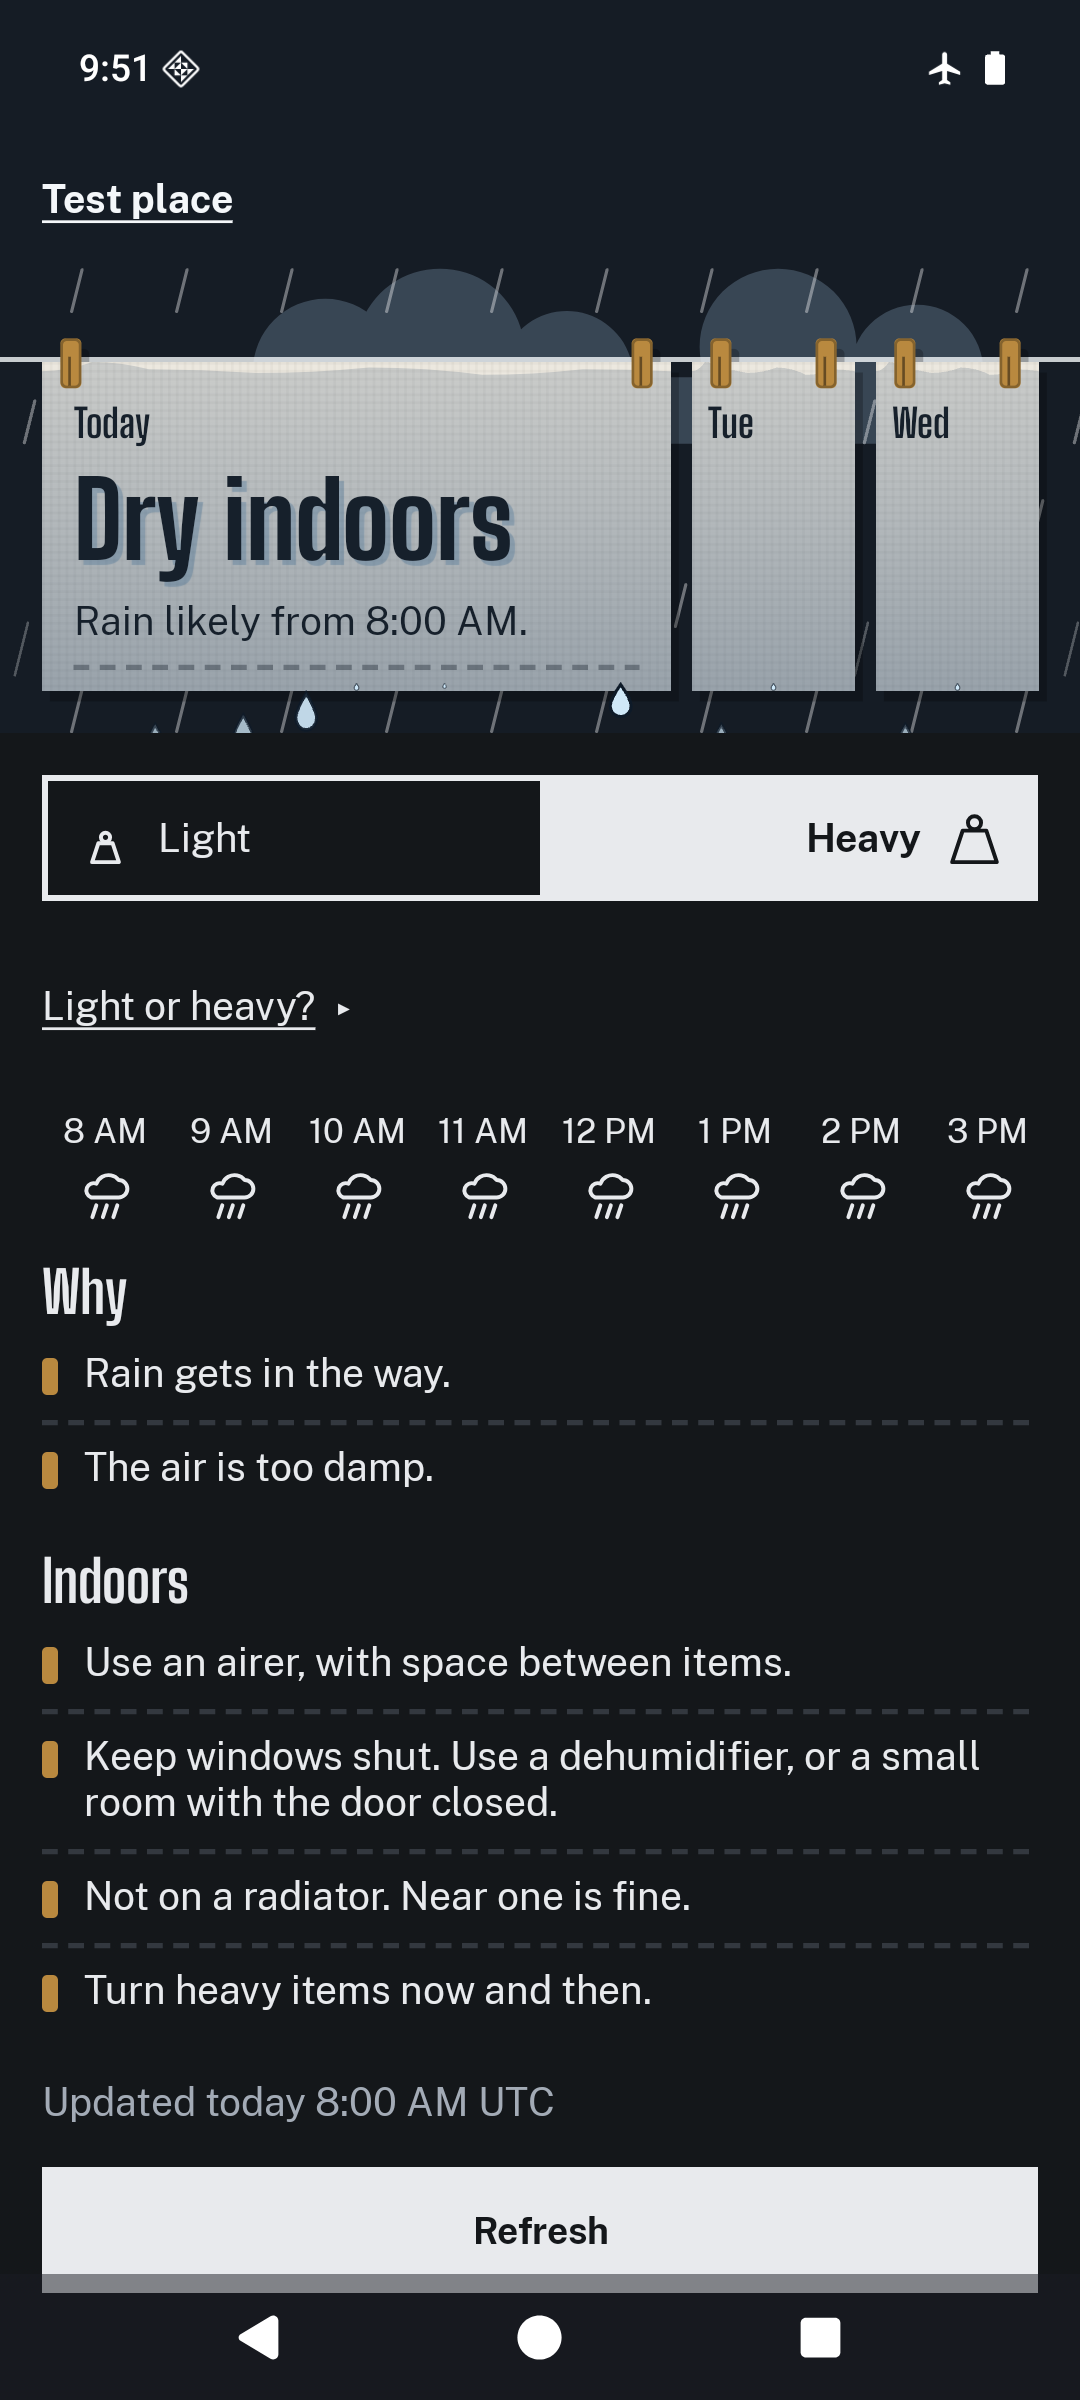 9:51
Test place
Today
Dry indoors
Rain likely from 8:00 AM.
Tue
Wed
Light
Heavy
Light or heavy? ▸
8 AM 9 AM 10 AM 11 AM 12 PM 1 PM 2 PM 3 PM
Why
Rain gets in the way.
The air is too damp.
Indoors
Use an airer, with space between items.
Keep windows shut. Use a dehumidifier, or a small
room with the door closed.
Not on a radiator. Near one is fine.
Turn heavy items now and then.
Updated today 8:00 AM UTC
Refresh